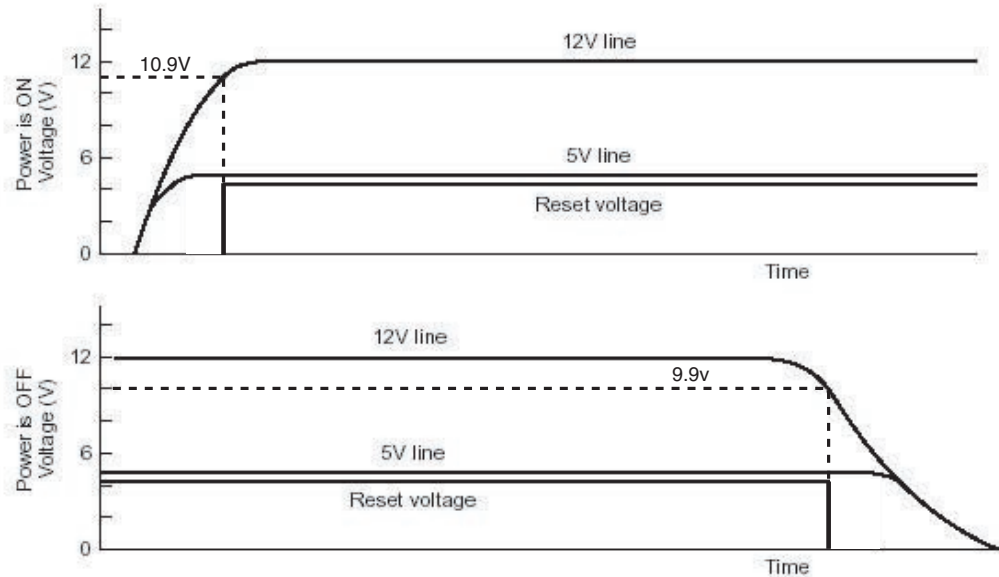 Power is ON
Voltage (V)
12
6
0
10.9V
12V line
5V line
Reset voltage
Time
Power is OFF
Voltage (V)
12
6
0
12V line
9.9v
5V line
Reset voltage
Time